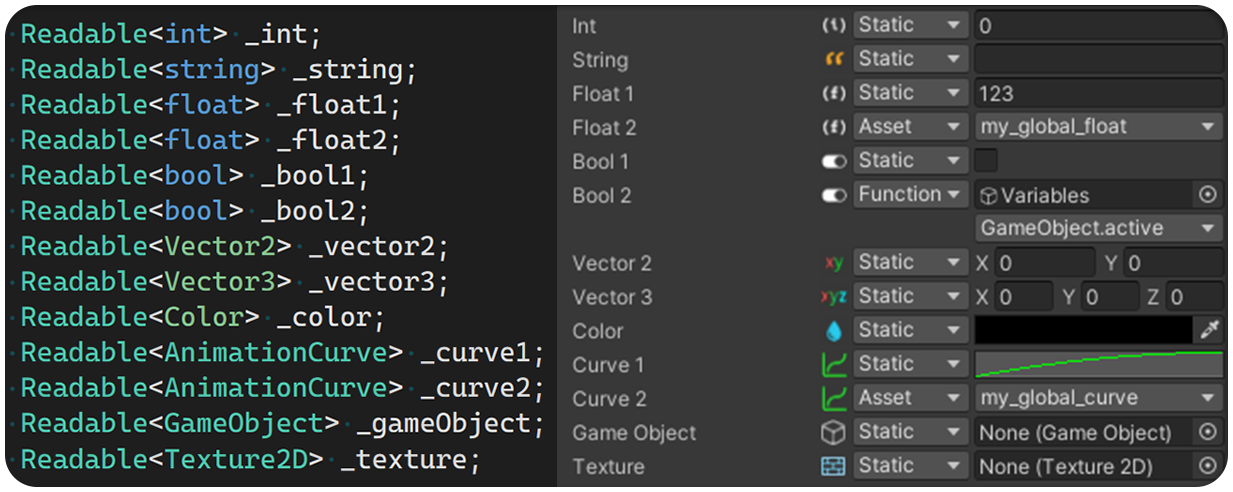 Readable<int> _int;
Readable<string> _string;
Readable<float> _float1;
Readable<float> _float2;
Readable<bool> _bool1;
Readable<bool> _bool2;
Readable<Vector2> _vector2;
Readable<Vector3> _vector3;
Readable<Color> _color;
Readable<AnimationCurve> _curve1;
Readable<AnimationCurve> _curve2;
Readable<GameObject> _gameObject;
Readable<Texture2D> _texture;
Int (i) Static 0
String Static
Float 1 (f) Static 123
Float 2 (f) Asset my_global_float
Bool 1 Static
Bool 2 Function Variables
GameObject.active
Vector 2 xy Static X 0 Y 0
Vector 3 xyz Static X 0 Y 0 Z 0
Color Static
Curve 1 Static
Curve 2 Asset my_global_curve
Game Object Static None (Game Object)
Texture Static None (Texture 2D)